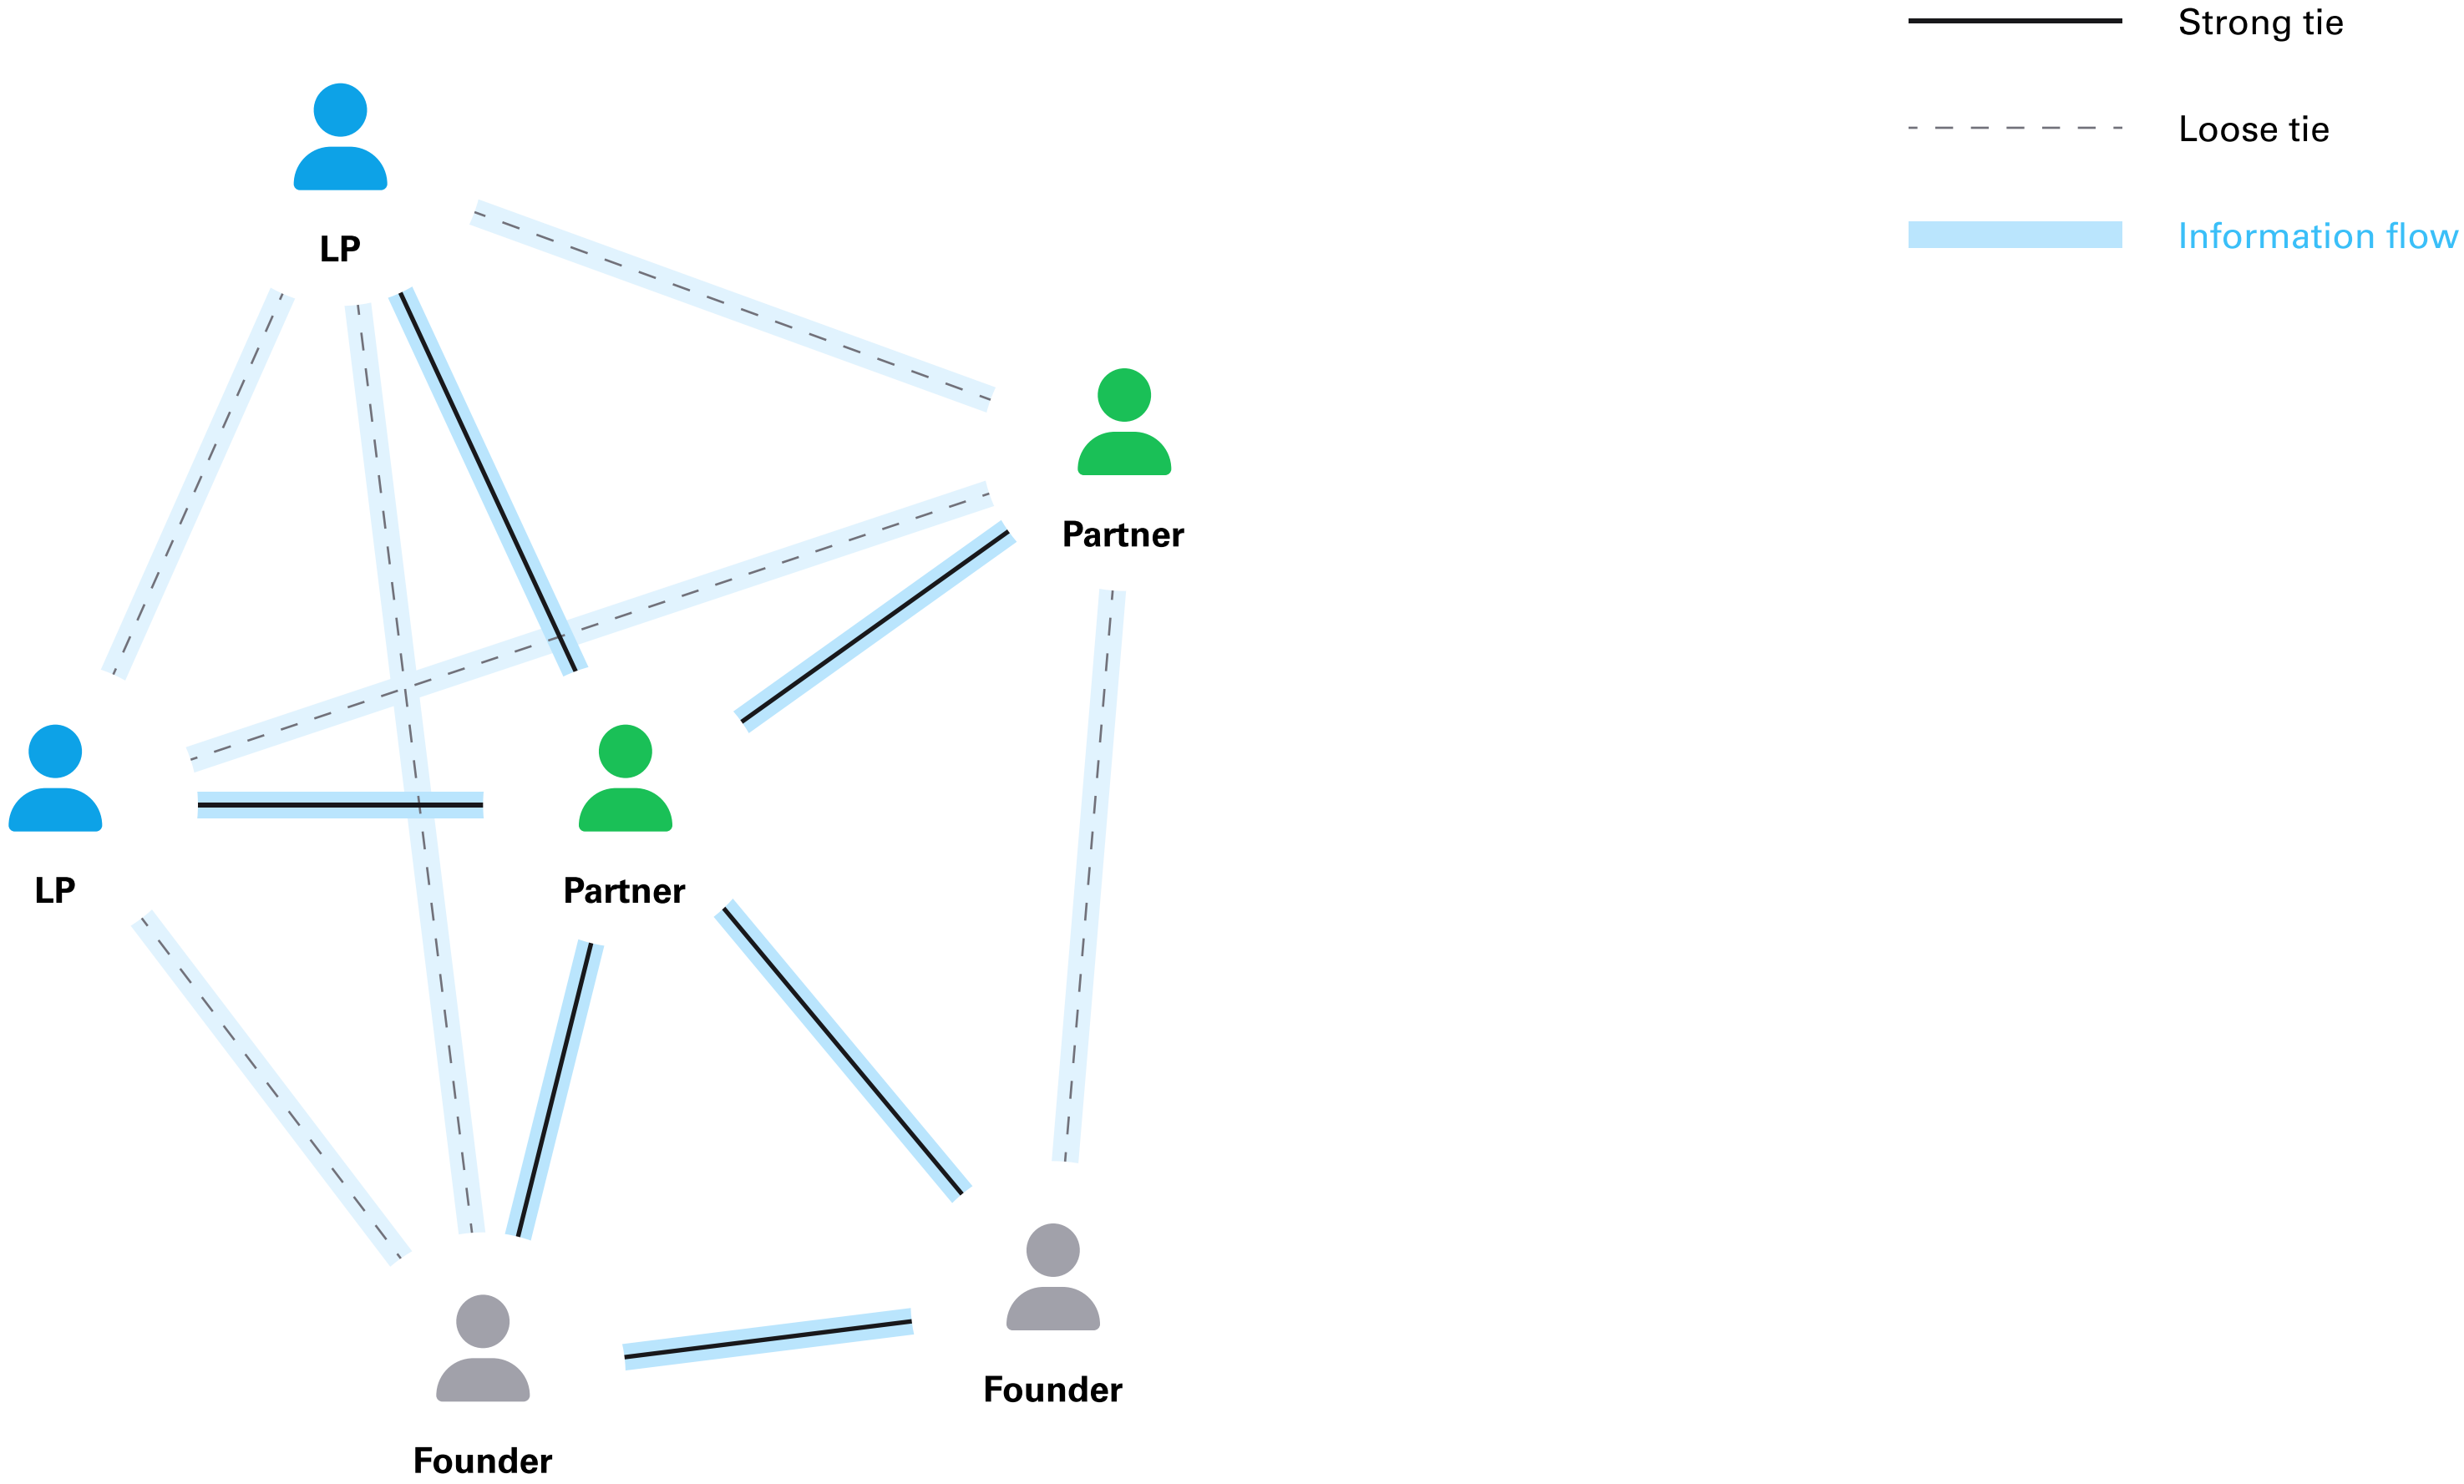 Strong tie
Loose tie
Information flow
LP
Partner
LP
Partner
Founder
Founder